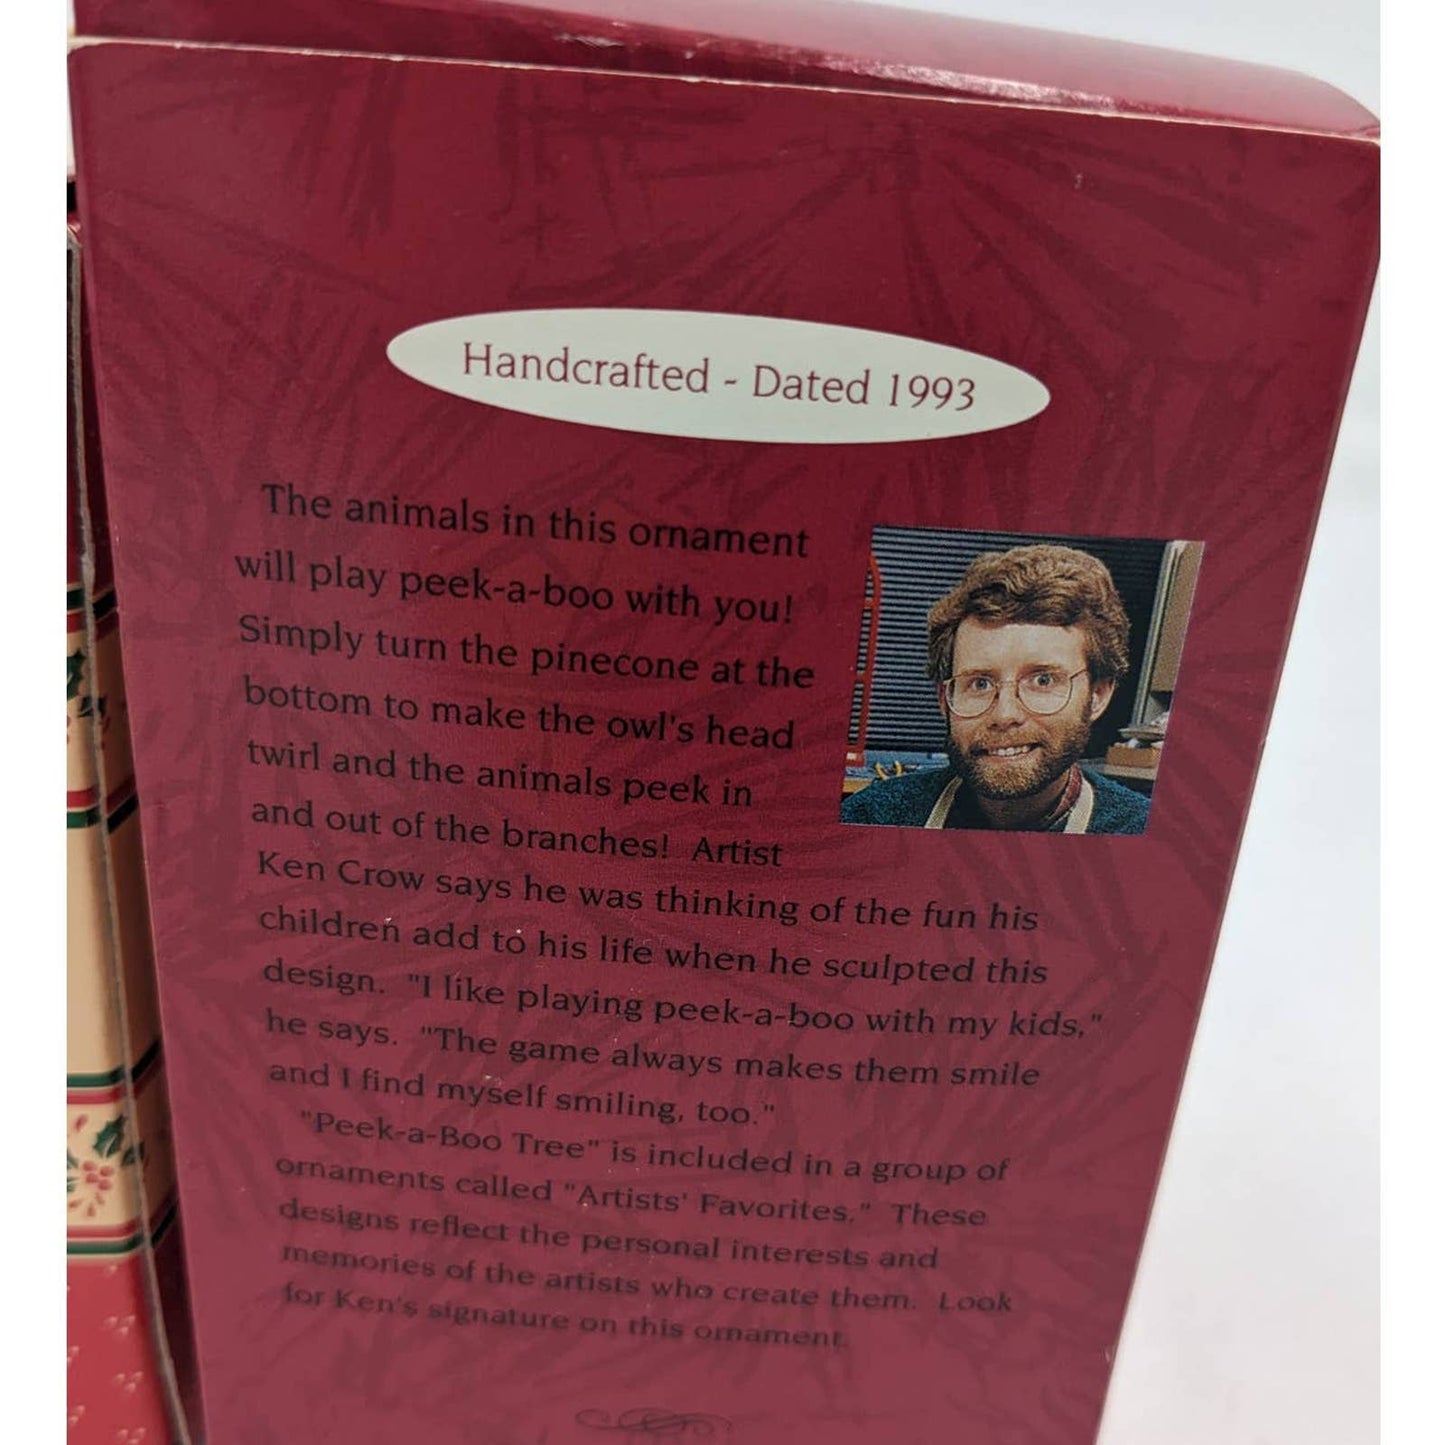 Handcrafted - Dated 1993
The animals in this ornament
will play peek-a-boo with you!
Simply turn the pinecone at the
bottom to make the owl's head
twirl and the animals peek in
and out of the branches! Artist
Ken Crow says he was thinking of the fun his
children add to his life when he sculpted this
design. "I like playing peek-a-boo with my kids,"
he says. "The game always makes them smile
and I find myself smiling, too."
"Peek-a-Boo Tree" is included in a group of
ornaments called "Artists' Favorites." These
designs reflect the personal interests and
memories of the artists who create them. Look
for Ken's signature on this ornament.